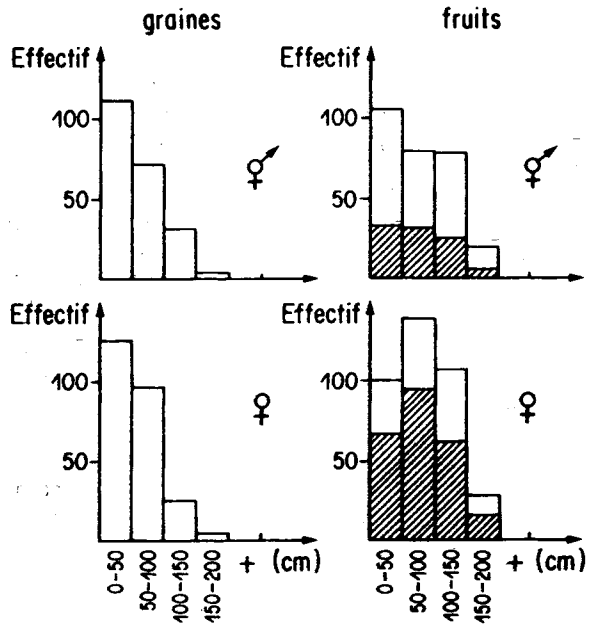 graines
fruits
Effectif
100
50
⚥
Effectif
100
50
⚥
Effectif
100
50
♀
0-50
50-100
100-150
150-200
+ (cm)
Effectif
100
50
♀
0-50
50-100
100-150
150-200
+ (cm)